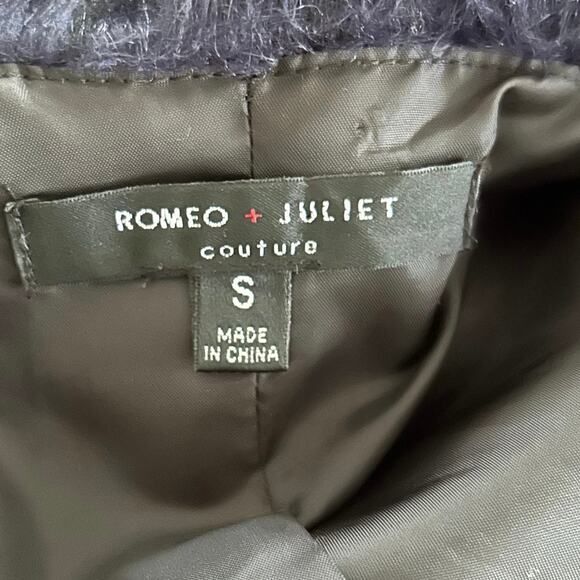 ROMEO + JULIET
couture
S
MADE
IN CHINA